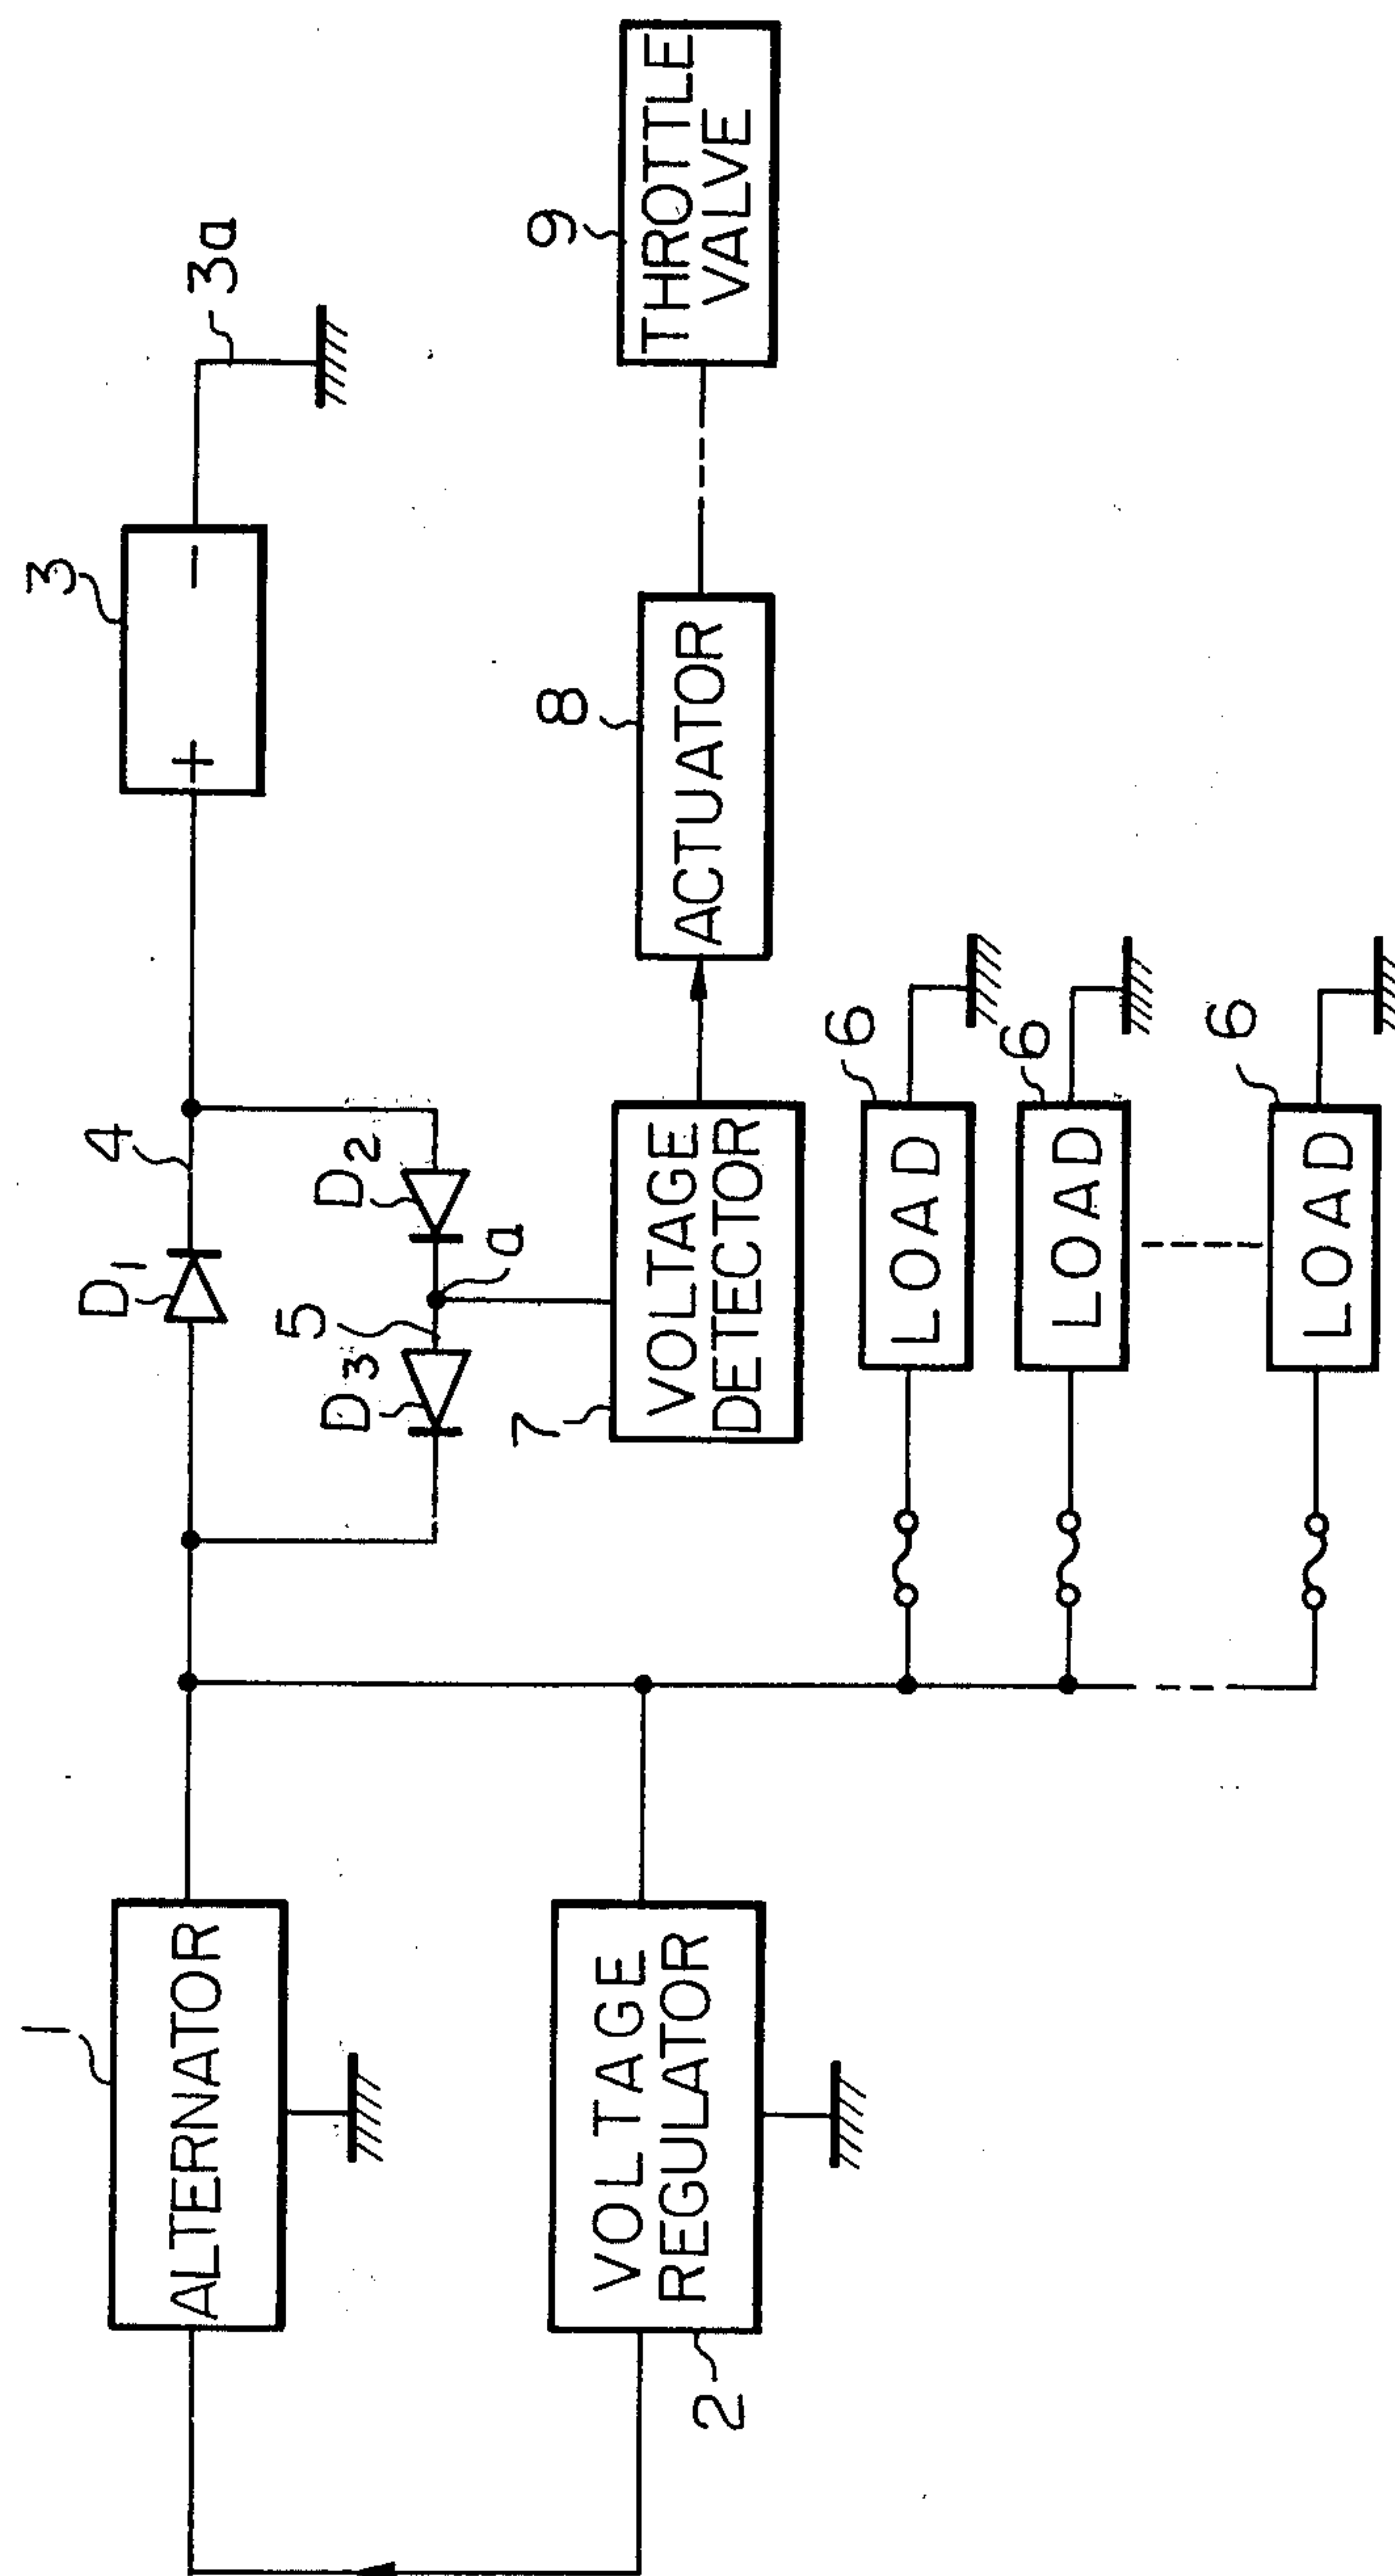 1
ALTERNATOR
2
VOLTAGE
REGULATOR
D1
4
3
+
−
3a
D3
5
a
D2
7
VOLTAGE
DETECTOR
8
ACTUATOR
9
THROTTLE
VALVE
6
LOAD
6
LOAD
6
LOAD